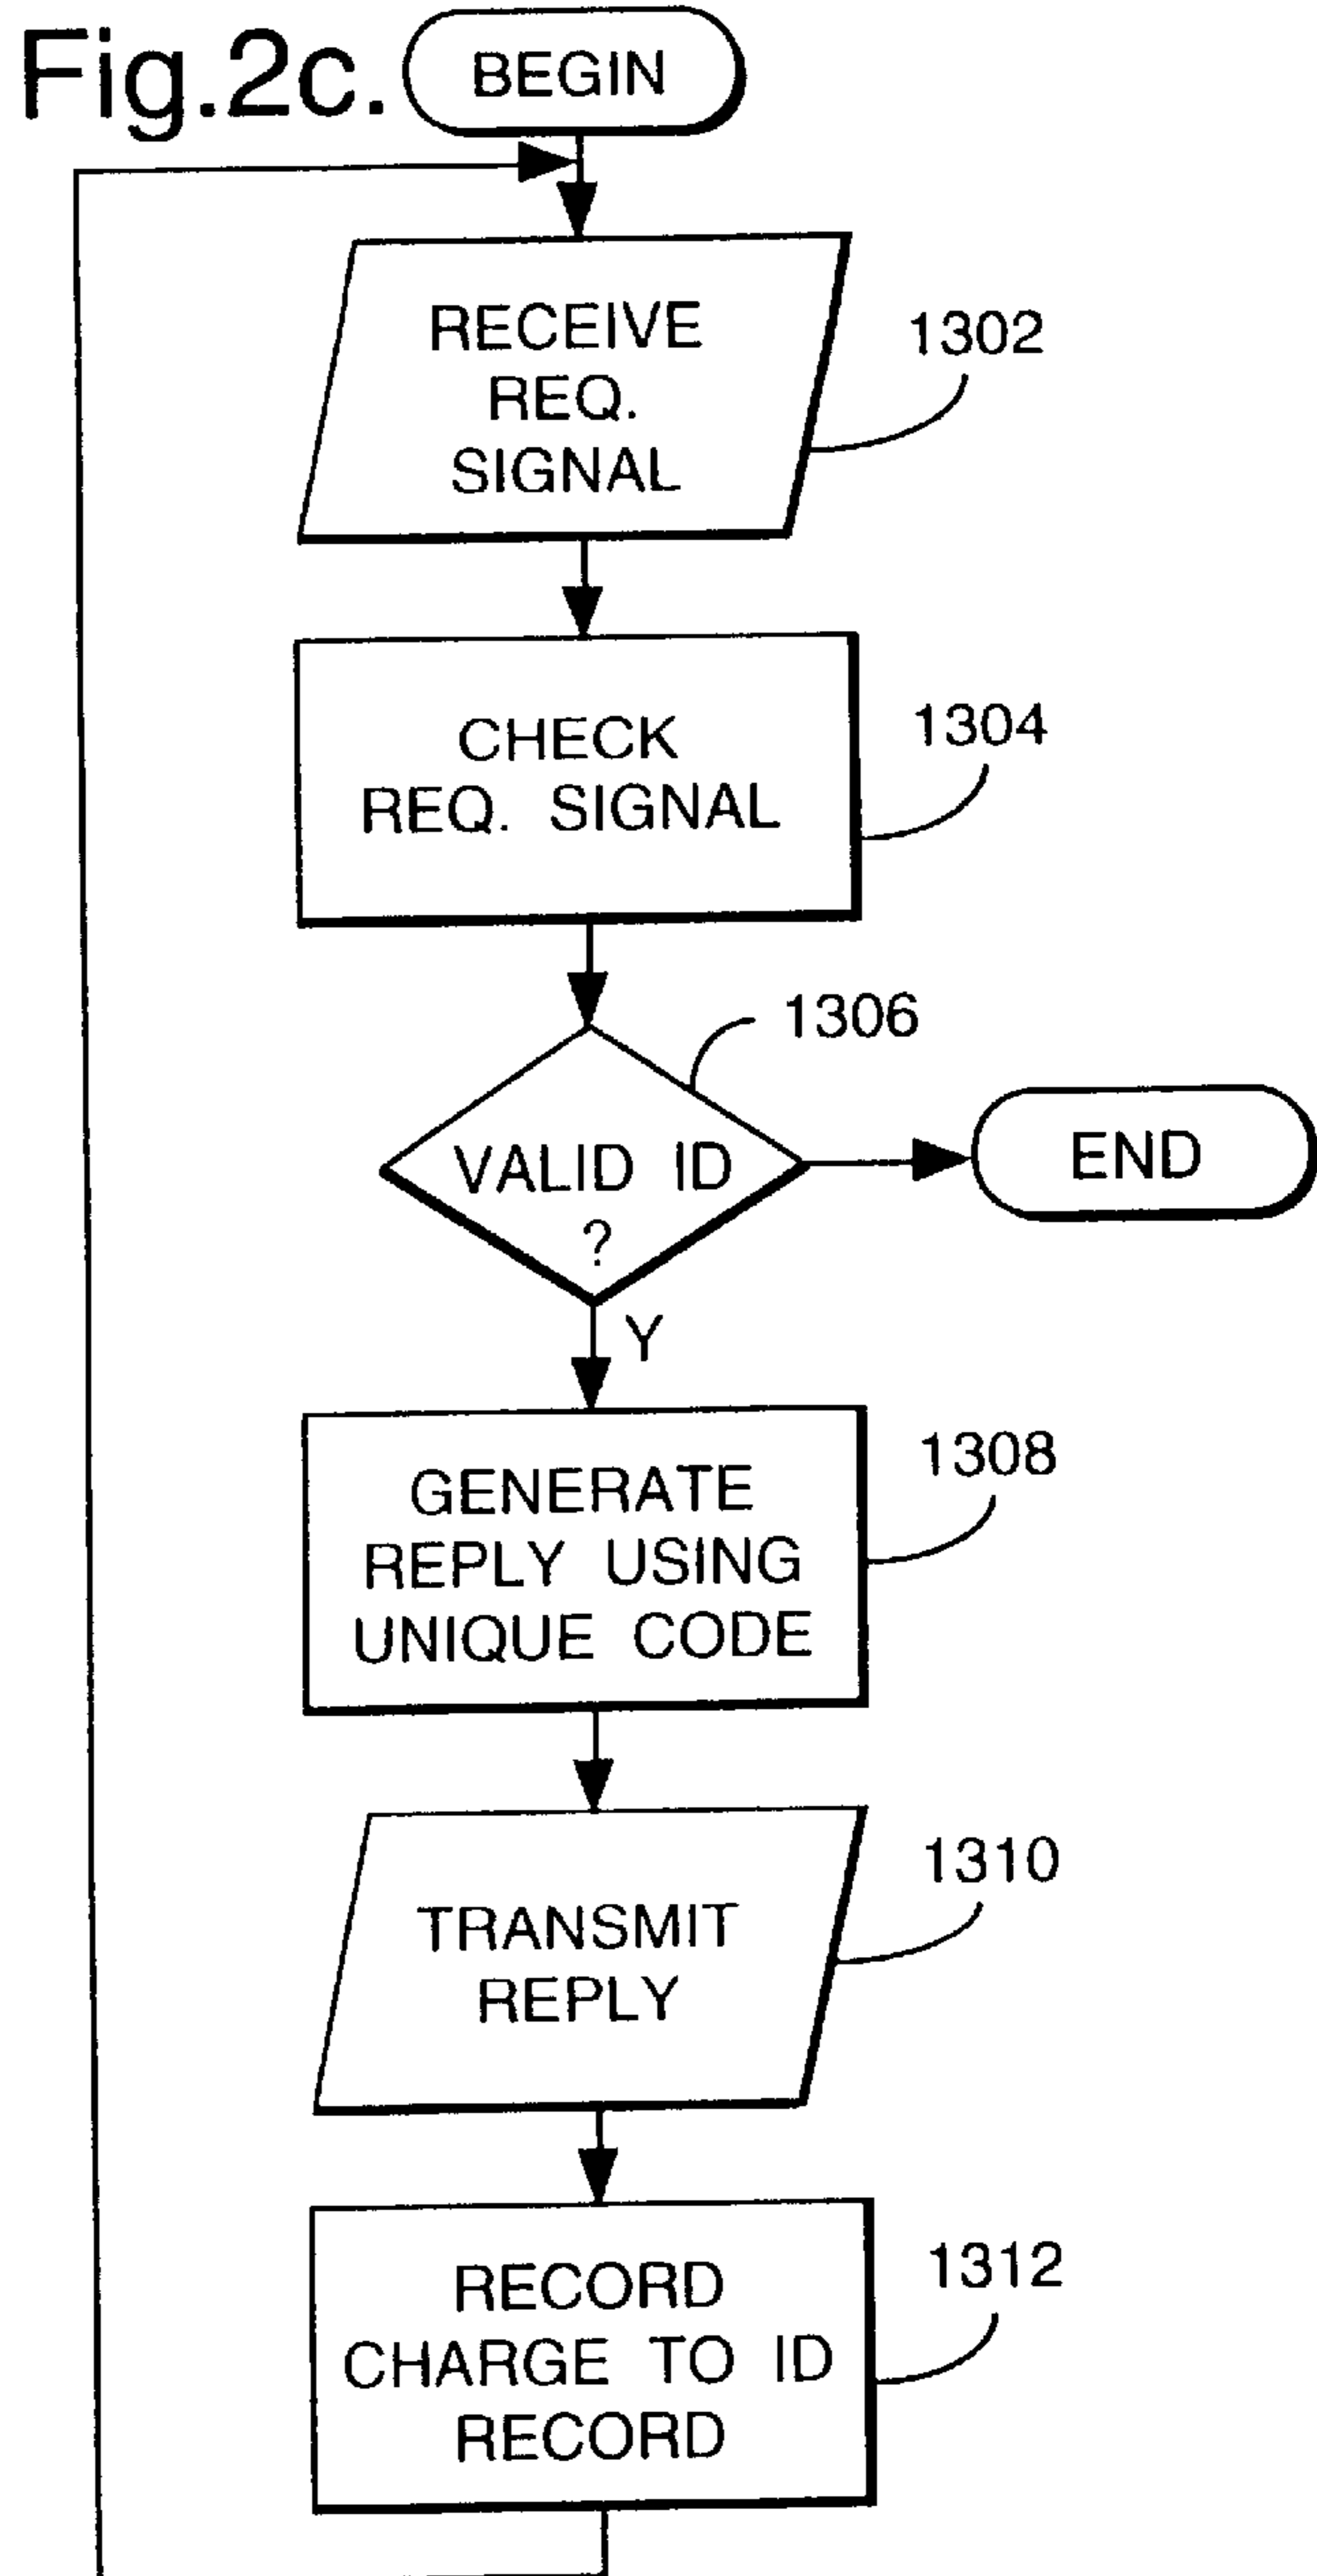 Fig.2c.
BEGIN
RECEIVE
REQ.
SIGNAL
1302
CHECK
REQ. SIGNAL
1304
1306
VALID ID
?
END
Y
GENERATE
REPLY USING
UNIQUE CODE
1308
TRANSMIT
REPLY
1310
RECORD
CHARGE TO ID
RECORD
1312